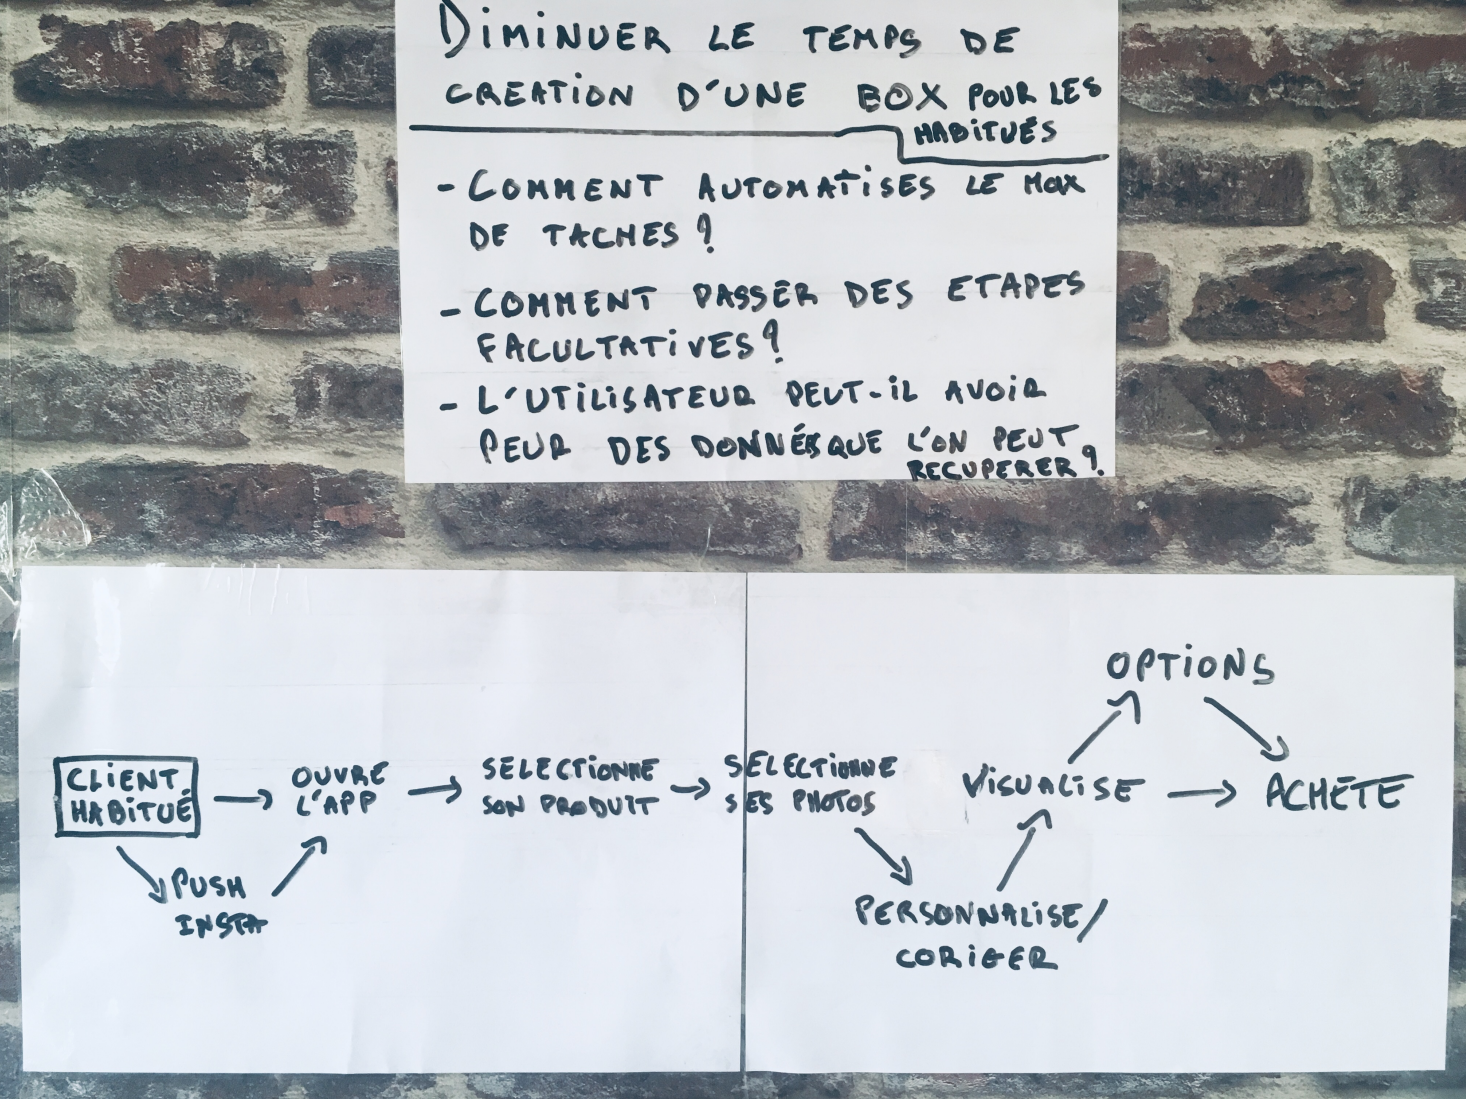 DIMINUER LE TEMPS DE
CREATION D'UNE BOX POUR LES
HABITUÉS
- COMMENT AUTOMATISES LE MAX
DE TACHES ?
- COMMENT PASSER DES ETAPES
FACULTATIVES ?
- L'UTILISATEUR PEUT-IL AVOIR
PEUR DES DONNÉES QUE L'ON PEUT
RECUPERER ?
CLIENT
HABITUÉ
PUSH
INSTA
OUVRE
L'APP
SELECTIONNE
SON PRODUIT
SELECTIONNE
SES PHOTOS
PERSONNALISE/
CORIGER
VISUALISE
OPTIONS
ACHÈTE